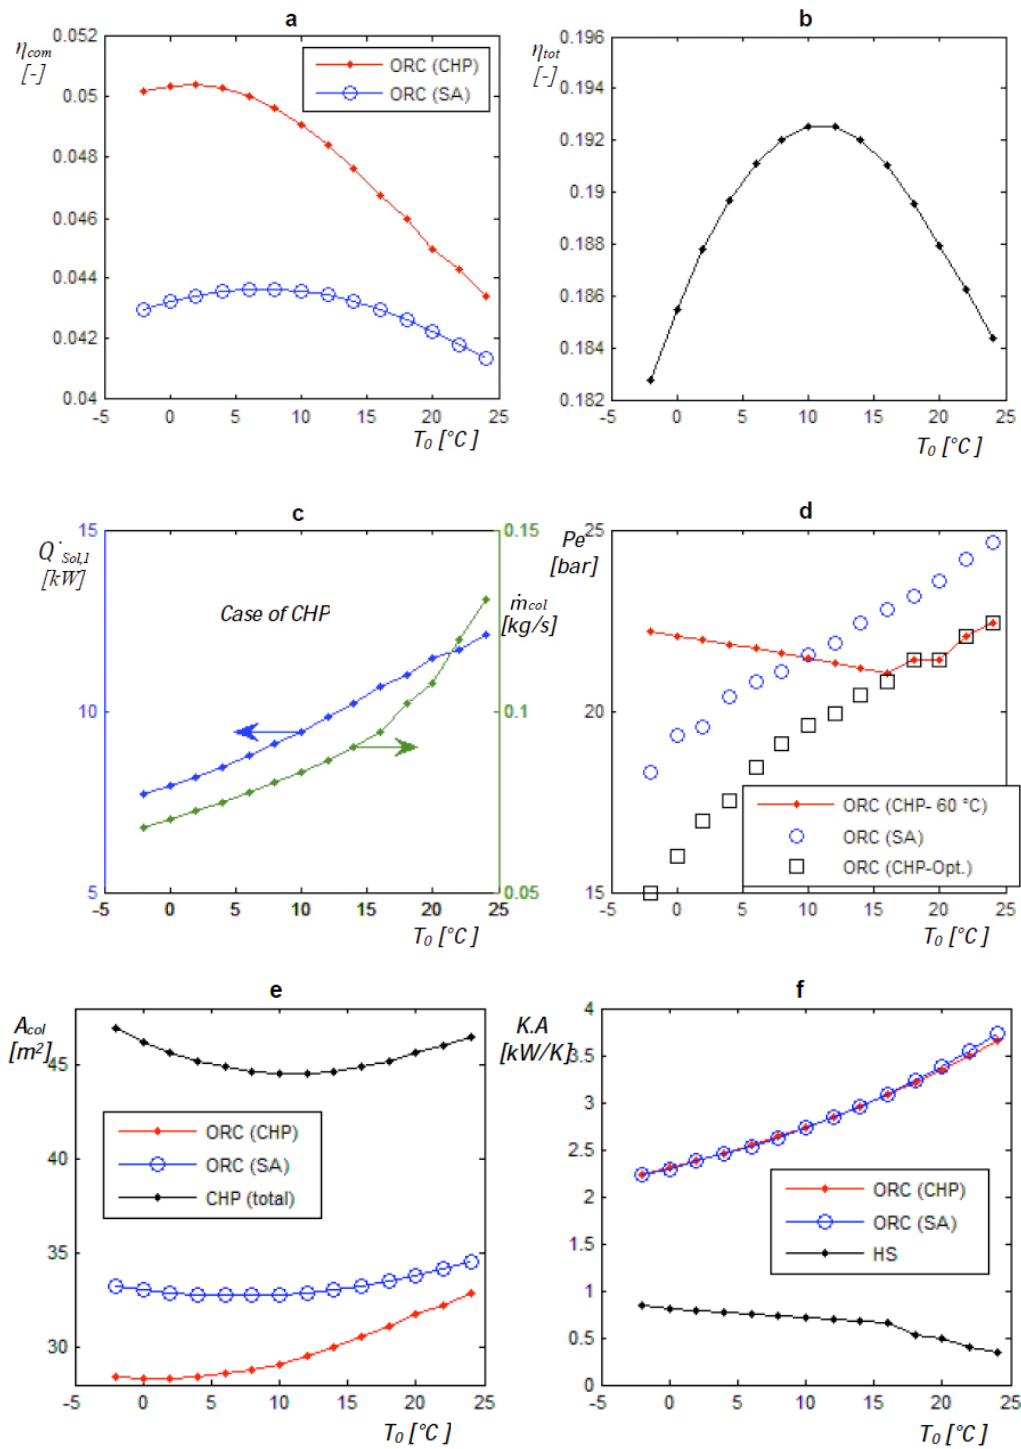 a
η_com
[-]
0.052
0.05
0.048
0.046
0.044
0.042
0.04
ORC (CHP)
ORC (SA)
-5 0 5 10 15 20 25
T_0 [°C]
b
η_tot
[-]
0.196
0.194
0.192
0.19
0.188
0.186
0.184
0.182
-5 0 5 10 15 20 25
T_0 [°C]
c
Q˙_Sol,1
[kW]
15
10
5
Case of CHP
ṁ_col
[kg/s]
0.15
0.1
0.05
-5 0 5 10 15 20 25
T_0 [°C]
d
Pe
[bar]
25
20
15
ORC (CHP- 60 °C)
ORC (SA)
ORC (CHP-Opt.)
-5 0 5 10 15 20 25
T_0 [°C]
e
A_col
[m²]
45
40
35
30
ORC (CHP)
ORC (SA)
CHP (total)
-5 0 5 10 15 20 25
T_0 [°C]
f
K.A
[kW/K]
4
3.5
3
2.5
2
1.5
1
0.5
0
ORC (CHP)
ORC (SA)
HS
-5 0 5 10 15 20 25
T_0 [°C]